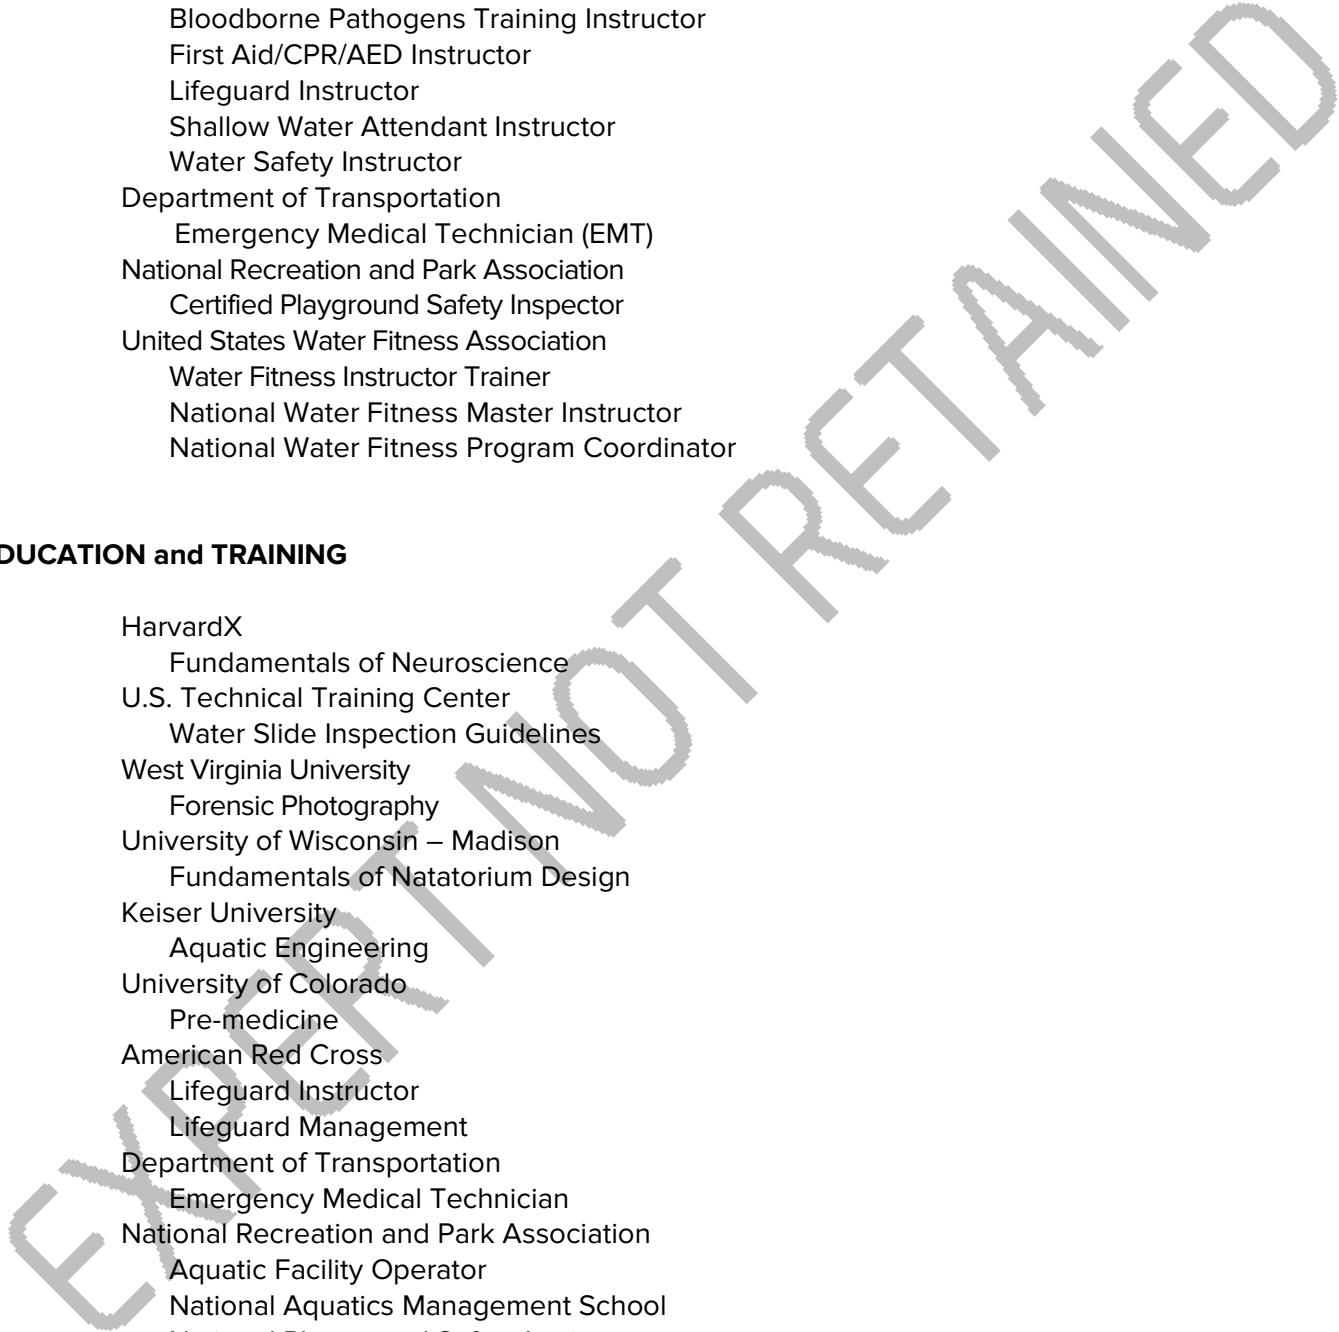 Bloodborne Pathogens Training Instructor
First Aid/CPR/AED Instructor
Lifeguard Instructor
Shallow Water Attendant Instructor
Water Safety Instructor
Department of Transportation
Emergency Medical Technician (EMT)
National Recreation and Park Association
Certified Playground Safety Inspector
United States Water Fitness Association
Water Fitness Instructor Trainer
National Water Fitness Master Instructor
National Water Fitness Program Coordinator
DUCATION and TRAINING
HarvardX
Fundamentals of Neuroscience
U.S. Technical Training Center
Water Slide Inspection Guidelines
West Virginia University
Forensic Photography
University of Wisconsin – Madison
Fundamentals of Natatorium Design
Keiser University
Aquatic Engineering
University of Colorado
Pre-medicine
American Red Cross
Lifeguard Instructor
Lifeguard Management
Department of Transportation
Emergency Medical Technician
National Recreation and Park Association
Aquatic Facility Operator
National Aquatics Management School
EXPERT NOT RETAINED